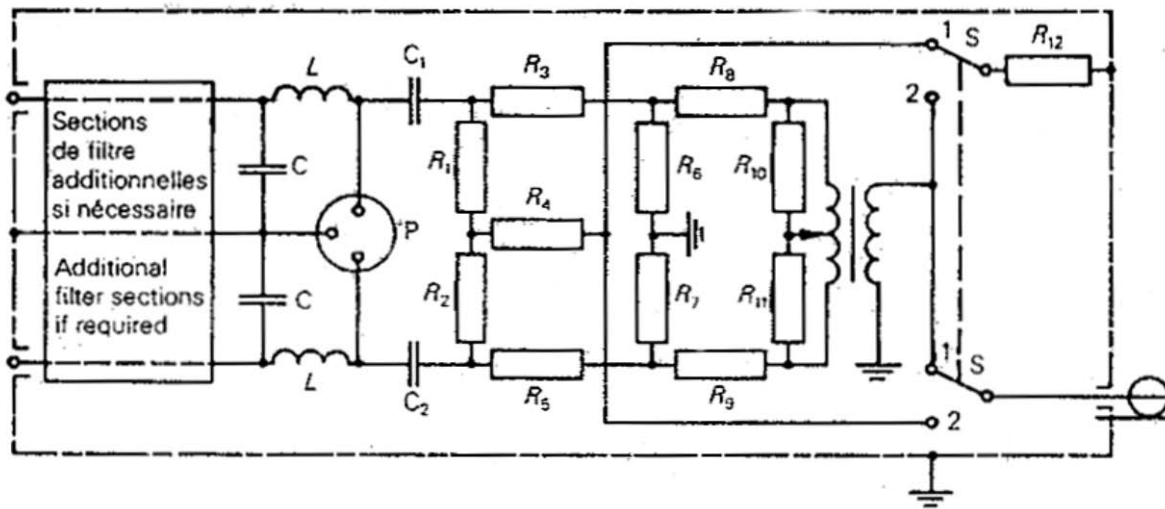 Sections
de filtre
additionnelles
si nécessaire
Additional
filter sections
if required
L
C₁
R₃
R₈
1 S
R₁₂
2
C
R₁
R₆
R₁₀
R₄
P
C
R₂
R₇
R₁₁
1 S
L
C₂
R₅
R₉
2